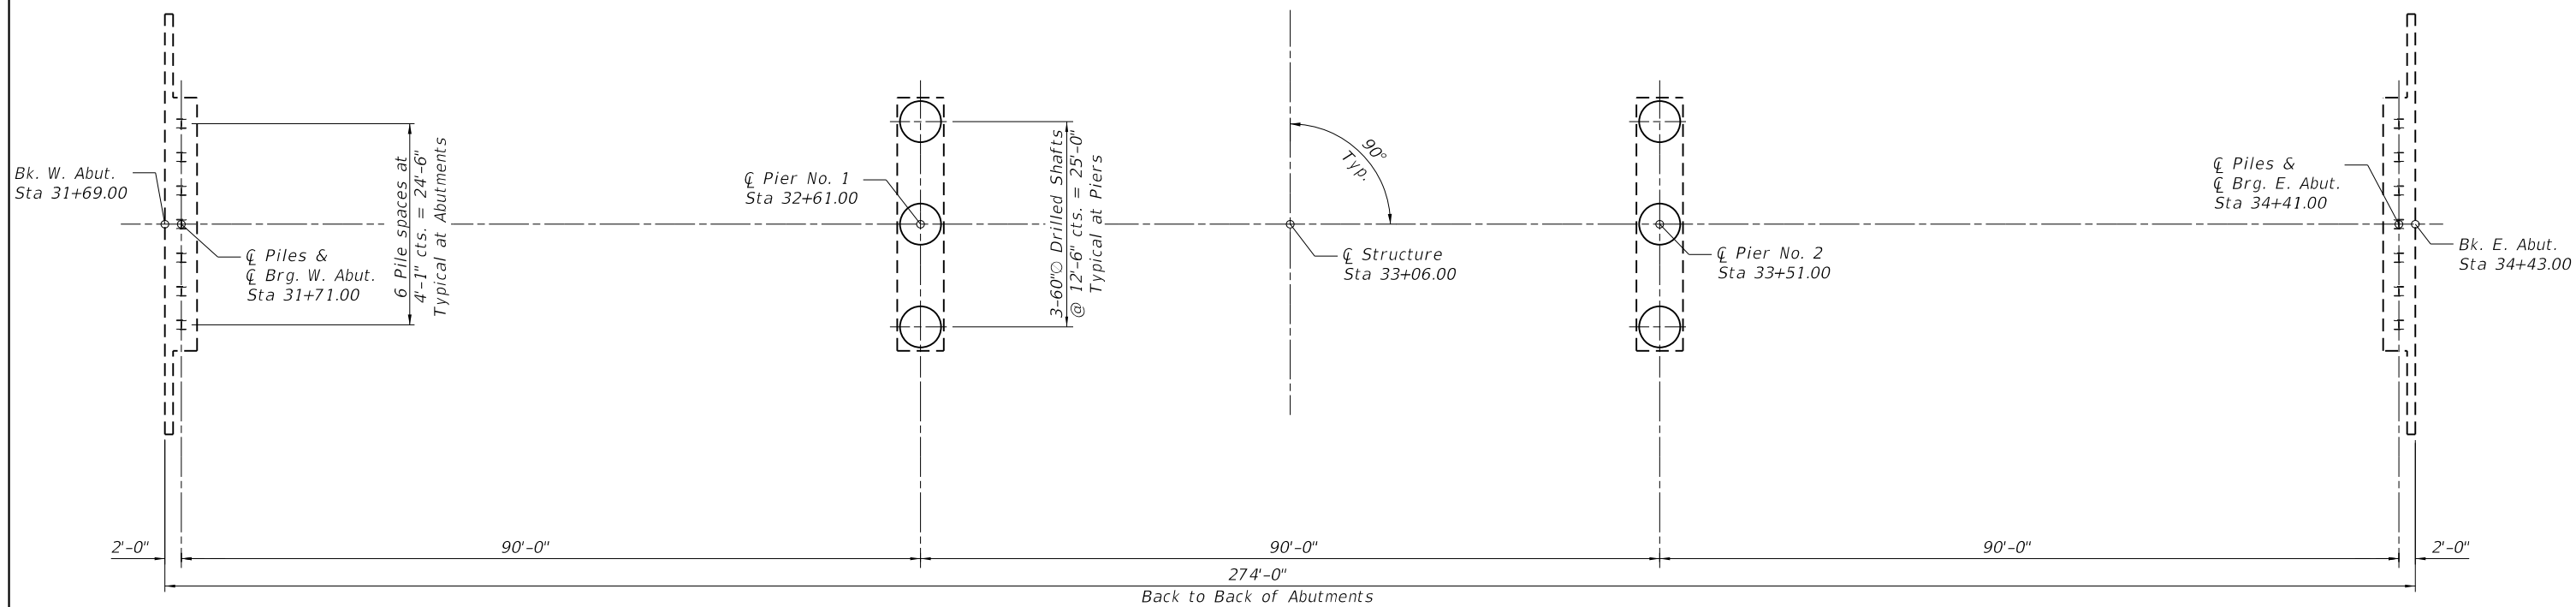 Bk. W. Abut.
Sta 31+69.00
℄ Piles &
℄ Brg. W. Abut.
Sta 31+71.00
6 Pile spaces at
4'-1" cts. = 24'-6"
Typical at Abutments
℄ Pier No. 1
Sta 32+61.00
3-60"∅ Drilled Shafts
@ 12'-6" cts. = 25'-0"
Typical at Piers
90°
Typ.
℄ Structure
Sta 33+06.00
℄ Pier No. 2
Sta 33+51.00
℄ Piles &
℄ Brg. E. Abut.
Sta 34+41.00
Bk. E. Abut.
Sta 34+43.00
2'-0"
90'-0"
90'-0"
90'-0"
2'-0"
274'-0"
Back to Back of Abutments